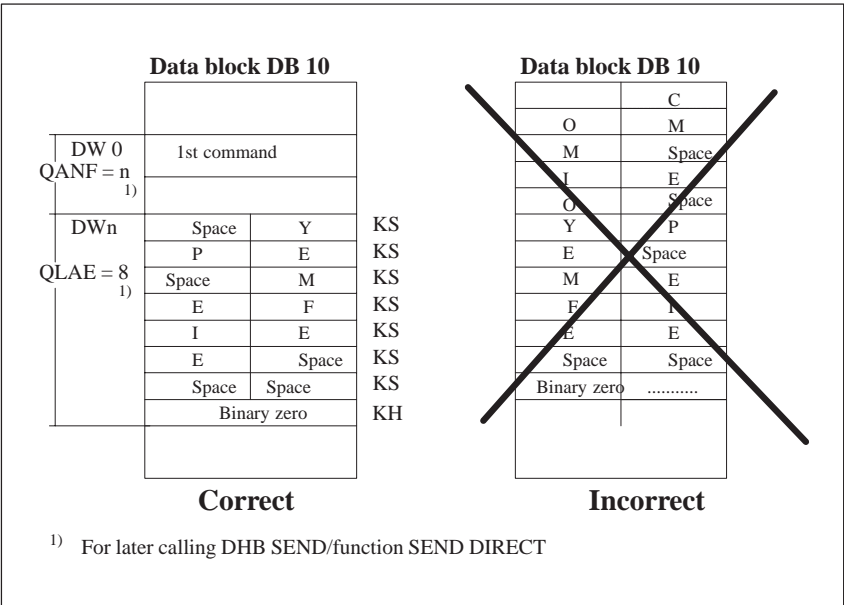 Data block DB 10
DW 0
QANF = n
1)
1st command
DWn
QLAE = 8
1)
Space Y KS
P E KS
Space M KS
E F KS
I E KS
E Space KS
Space Space KS
Binary zero KH
Correct
Data block DB 10
C
O M
M Space
I E
O Space
Y P
E Space
M E
F I
E E
Space Space
Binary zero ...........
Incorrect
1) For later calling DHB SEND/function SEND DIRECT